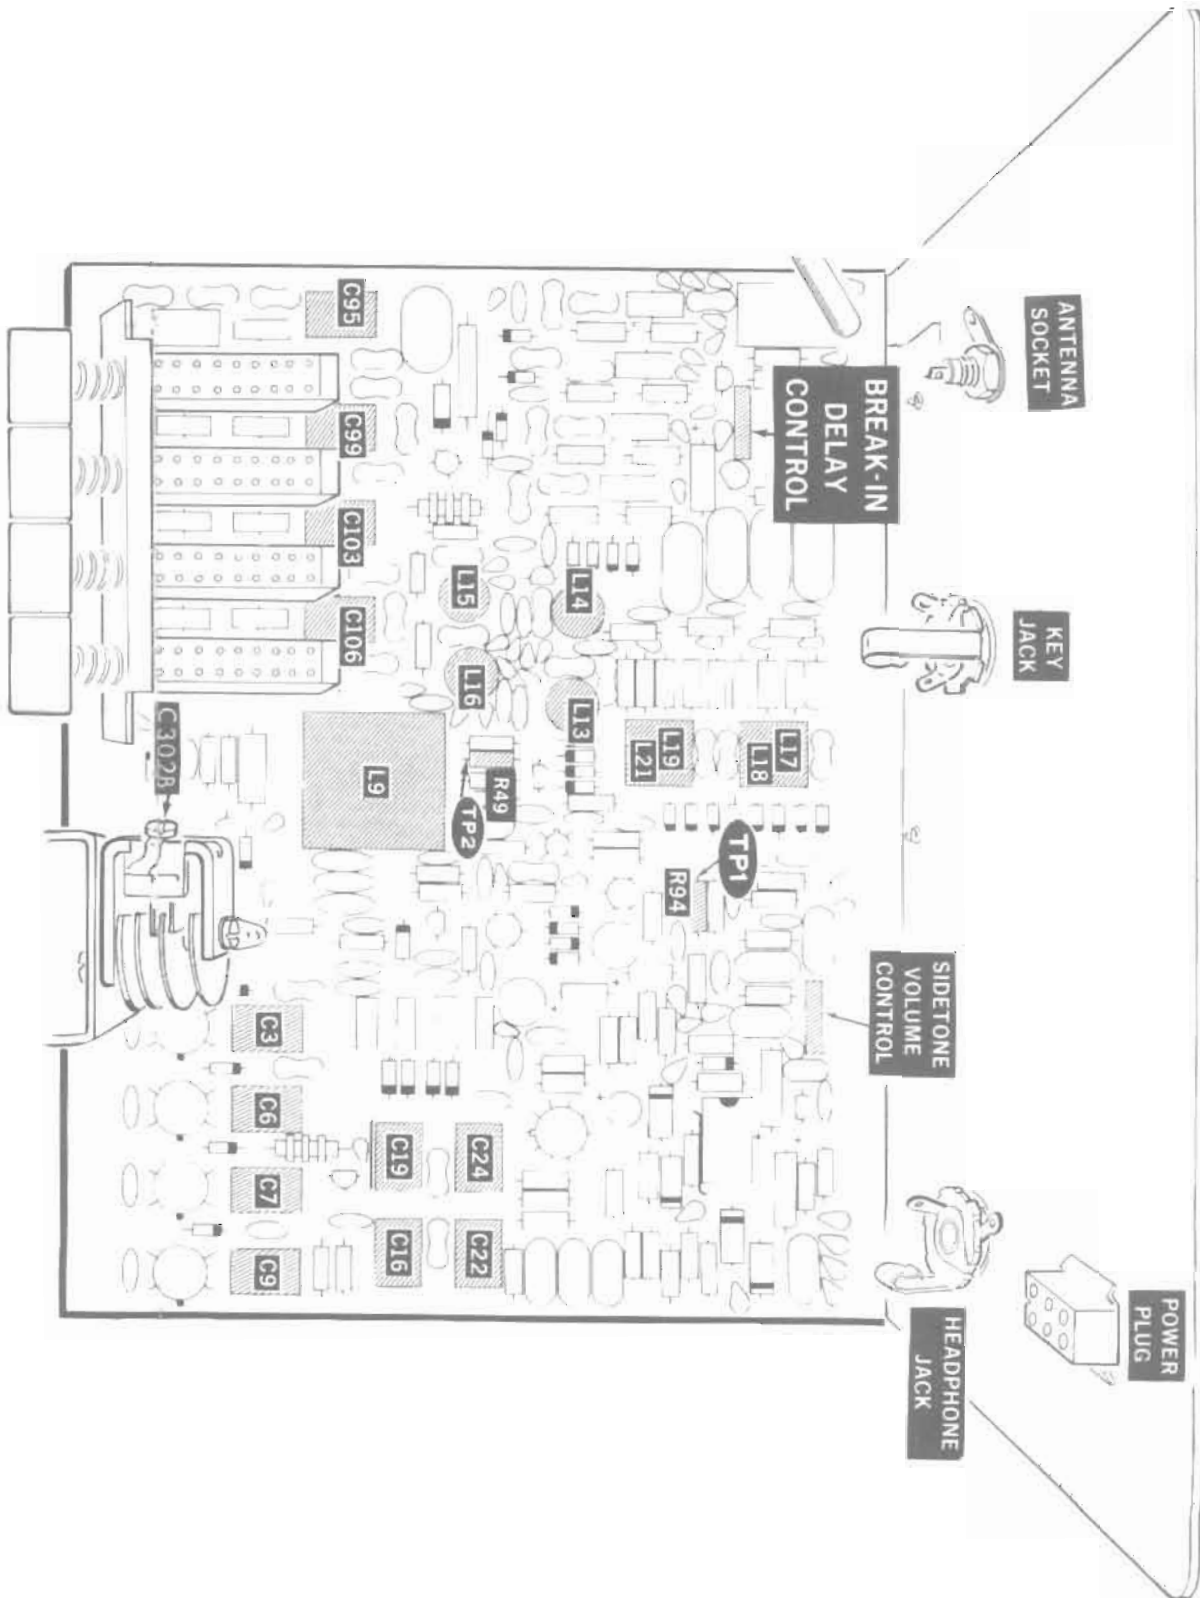 ANTENNA
SOCKET
KEY
JACK
POWER
PLUG
HEADPHONE
JACK
SIDETONE
VOLUME
CONTROL
BREAK-IN
DELAY
CONTROL
L17
L18
TP1
L19
L21
R94
L14
L13
R49
L15
L16
TP2
C24
C22
L9
C19
C16
C95
C99
C103
C106
C3
C6
C7
C9
C302B